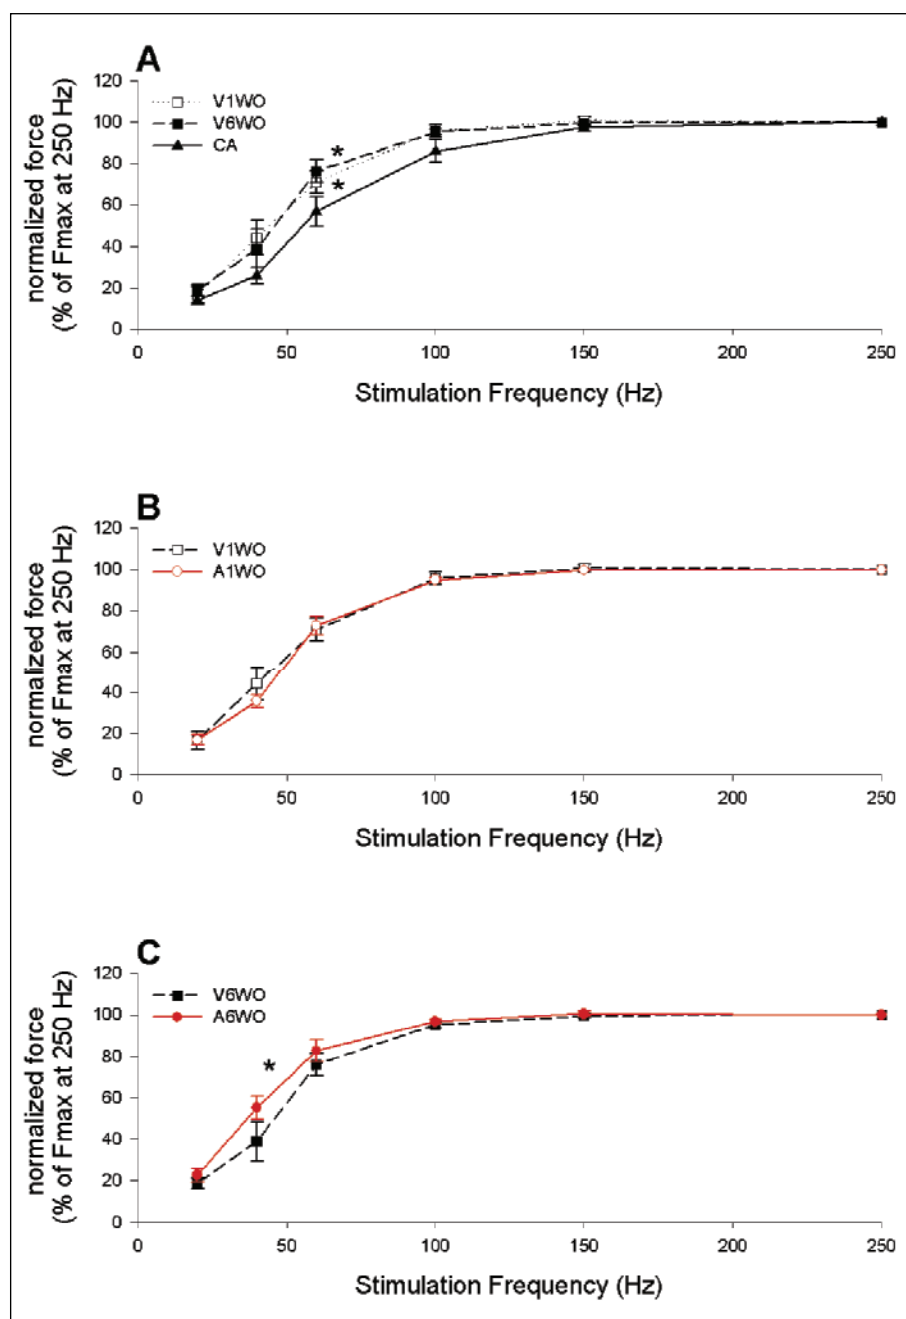 A
120
100
80
60
40
20
0
V1WO
V6WO
CA
*
*
normalized force
(% of Fmax at 250 Hz)
0 50 100 150 200 250
Stimulation Frequency (Hz)
B
120
100
80
60
40
20
0
V1WO
A1WO
normalized force
(% of Fmax at 250 Hz)
0 50 100 150 200 250
Stimulation Frequency (Hz)
C
120
100
80
60
40
20
0
V6WO
A6WO
*
normalized force
(% of Fmax at 250 Hz)
0 50 100 150 200 250
Stimulation Frequency (Hz)